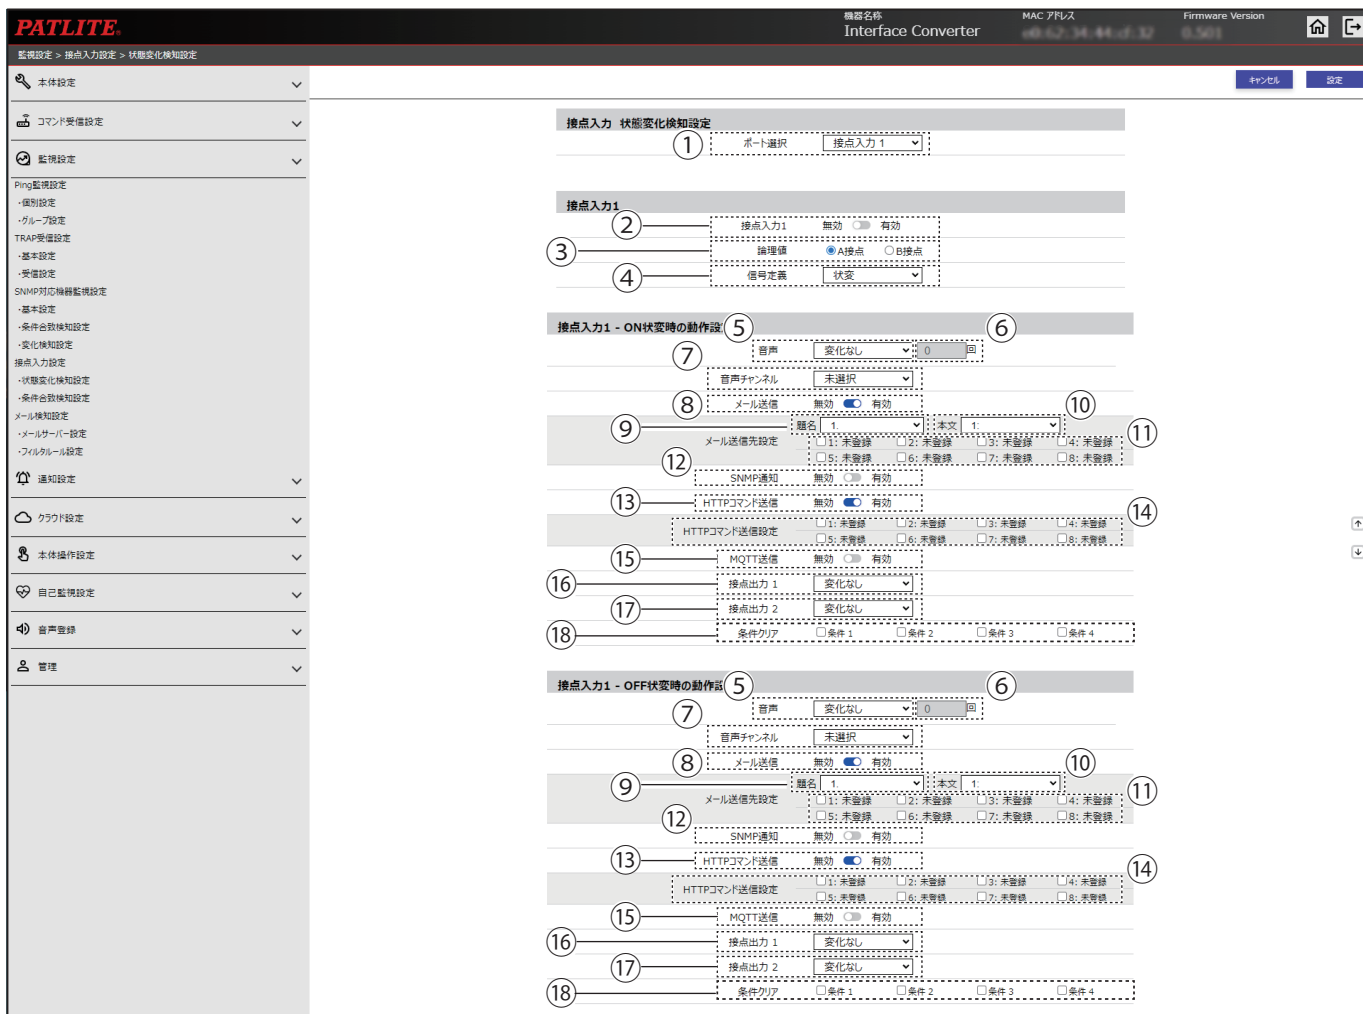 PATLITE®
機器名称
Interface Converter
MAC アドレス
Firmware Version
0.501
監視設定 > 接点入力設定 > 状態変化検知設定
キャンセル
設定
本体設定
コマンド受信設定
監視設定
Ping監視設定
・個別設定
・グループ設定
TRAP受信設定
・基本設定
・受信設定
SNMP対応機器監視設定
・基本設定
・条件合致検知設定
・変化検知設定
接点入力設定
・状態変化検知設定
・条件合致検知設定
メール検知設定
・メールサーバー設定
・フィルタルール設定
通知設定
クラウド設定
本体操作設定
自己監視設定
音声登録
管理
接点入力 状態変化検知設定
① ポート選択 接点入力 1
接点入力1
② 接点入力1 無効 有効
③ 論理値 A接点 B接点
④ 信号定義 状変
接点入力1 - ON状変時の動作設 ⑤ ⑥
音声 変化なし 0 回
⑦ 音声チャンネル 未選択
⑧ メール送信 無効 有効
⑨ 題名 1. 本文 1: ⑩
メール送信先設定 1: 未登録 2: 未登録 3: 未登録 4: 未登録 ⑪
5: 未登録 6: 未登録 7: 未登録 8: 未登録
⑫ SNMP通知 無効 有効
⑬ HTTPコマンド送信 無効 有効
HTTPコマンド送信設定 1: 未登録 2: 未登録 3: 未登録 4: 未登録 ⑭
5: 未登録 6: 未登録 7: 未登録 8: 未登録
⑮ MQTT送信 無効 有効
⑯ 接点出力 1 変化なし
⑰ 接点出力 2 変化なし
⑱ 条件クリア 条件 1 条件 2 条件 3 条件 4
接点入力1 - OFF状変時の動作設 ⑤ ⑥
音声 変化なし 0 回
⑦ 音声チャンネル 未選択
⑧ メール送信 無効 有効
⑨ 題名 1. 本文 1: ⑩
メール送信先設定 1: 未登録 2: 未登録 3: 未登録 4: 未登録 ⑪
5: 未登録 6: 未登録 7: 未登録 8: 未登録
⑫ SNMP通知 無効 有効
⑬ HTTPコマンド送信 無効 有効
HTTPコマンド送信設定 1: 未登録 2: 未登録 3: 未登録 4: 未登録 ⑭
5: 未登録 6: 未登録 7: 未登録 8: 未登録
⑮ MQTT送信 無効 有効
⑯ 接点出力 1 変化なし
⑰ 接点出力 2 変化なし
⑱ 条件クリア 条件 1 条件 2 条件 3 条件 4